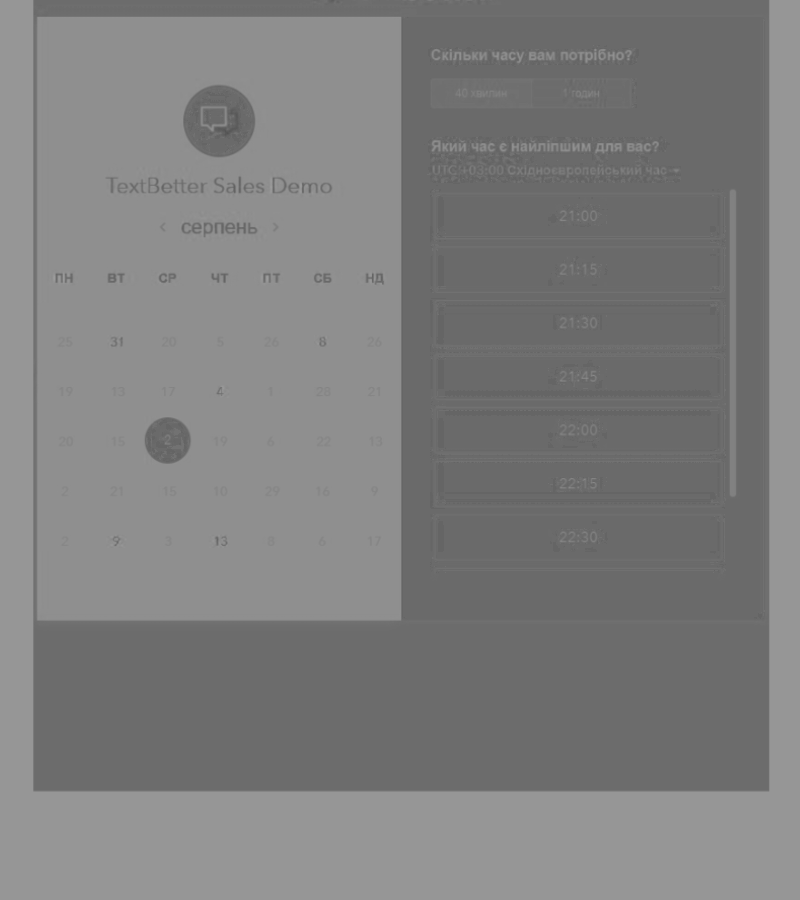 TextBetter Sales Demo
‹ серпень ›
ПН ВТ СР ЧТ ПТ СБ НД
25 31 20 5 26 8 26
19 13 17 4 1 28 21
20 15 2 19 6 22 13
2 21 15 10 29 16 9
2 9 3 13 8 6 17
Скільки часу вам потрібно?
40 хвилин 1 годин
Який час є найліпшим для вас?
UTC +03:00 Східноєвропейський час
21:00
21:15
21:30
21:45
22:00
22:15
22:30